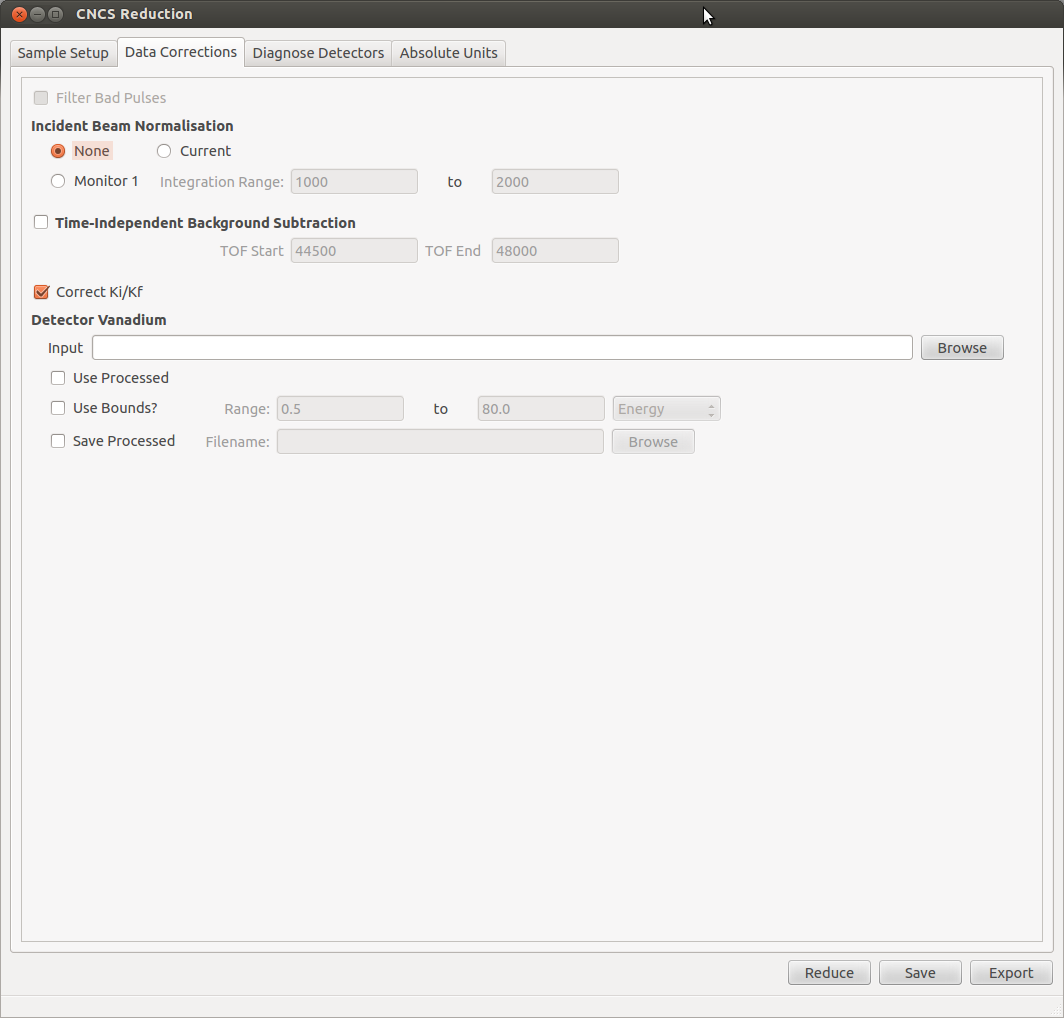 CNCS Reduction
Sample Setup Data Corrections Diagnose Detectors Absolute Units
Filter Bad Pulses
Incident Beam Normalisation
None Current
Monitor 1 Integration Range: 1000 to 2000
Time-Independent Background Subtraction
TOF Start 44500 TOF End 48000
Correct Ki/Kf
Detector Vanadium
Input Browse
Use Processed
Use Bounds? Range: 0.5 to 80.0 Energy
Save Processed Filename: Browse
Reduce Save Export